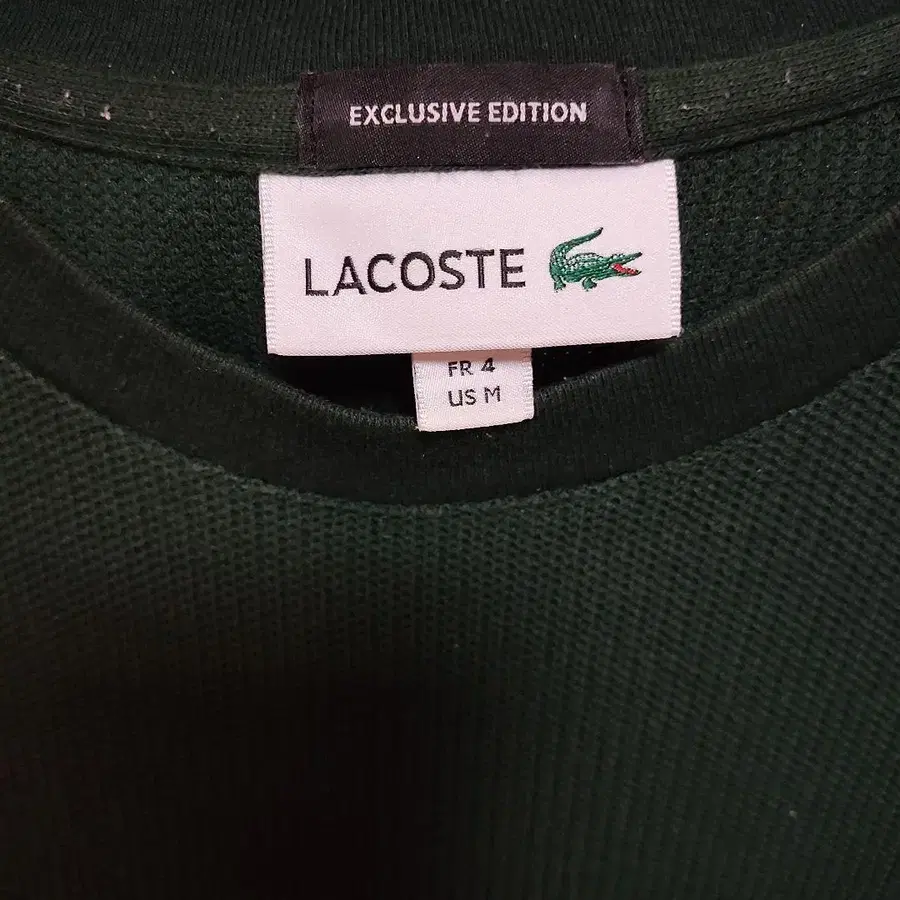 EXCLUSIVE EDITION
LACOSTE
FR 4
US M